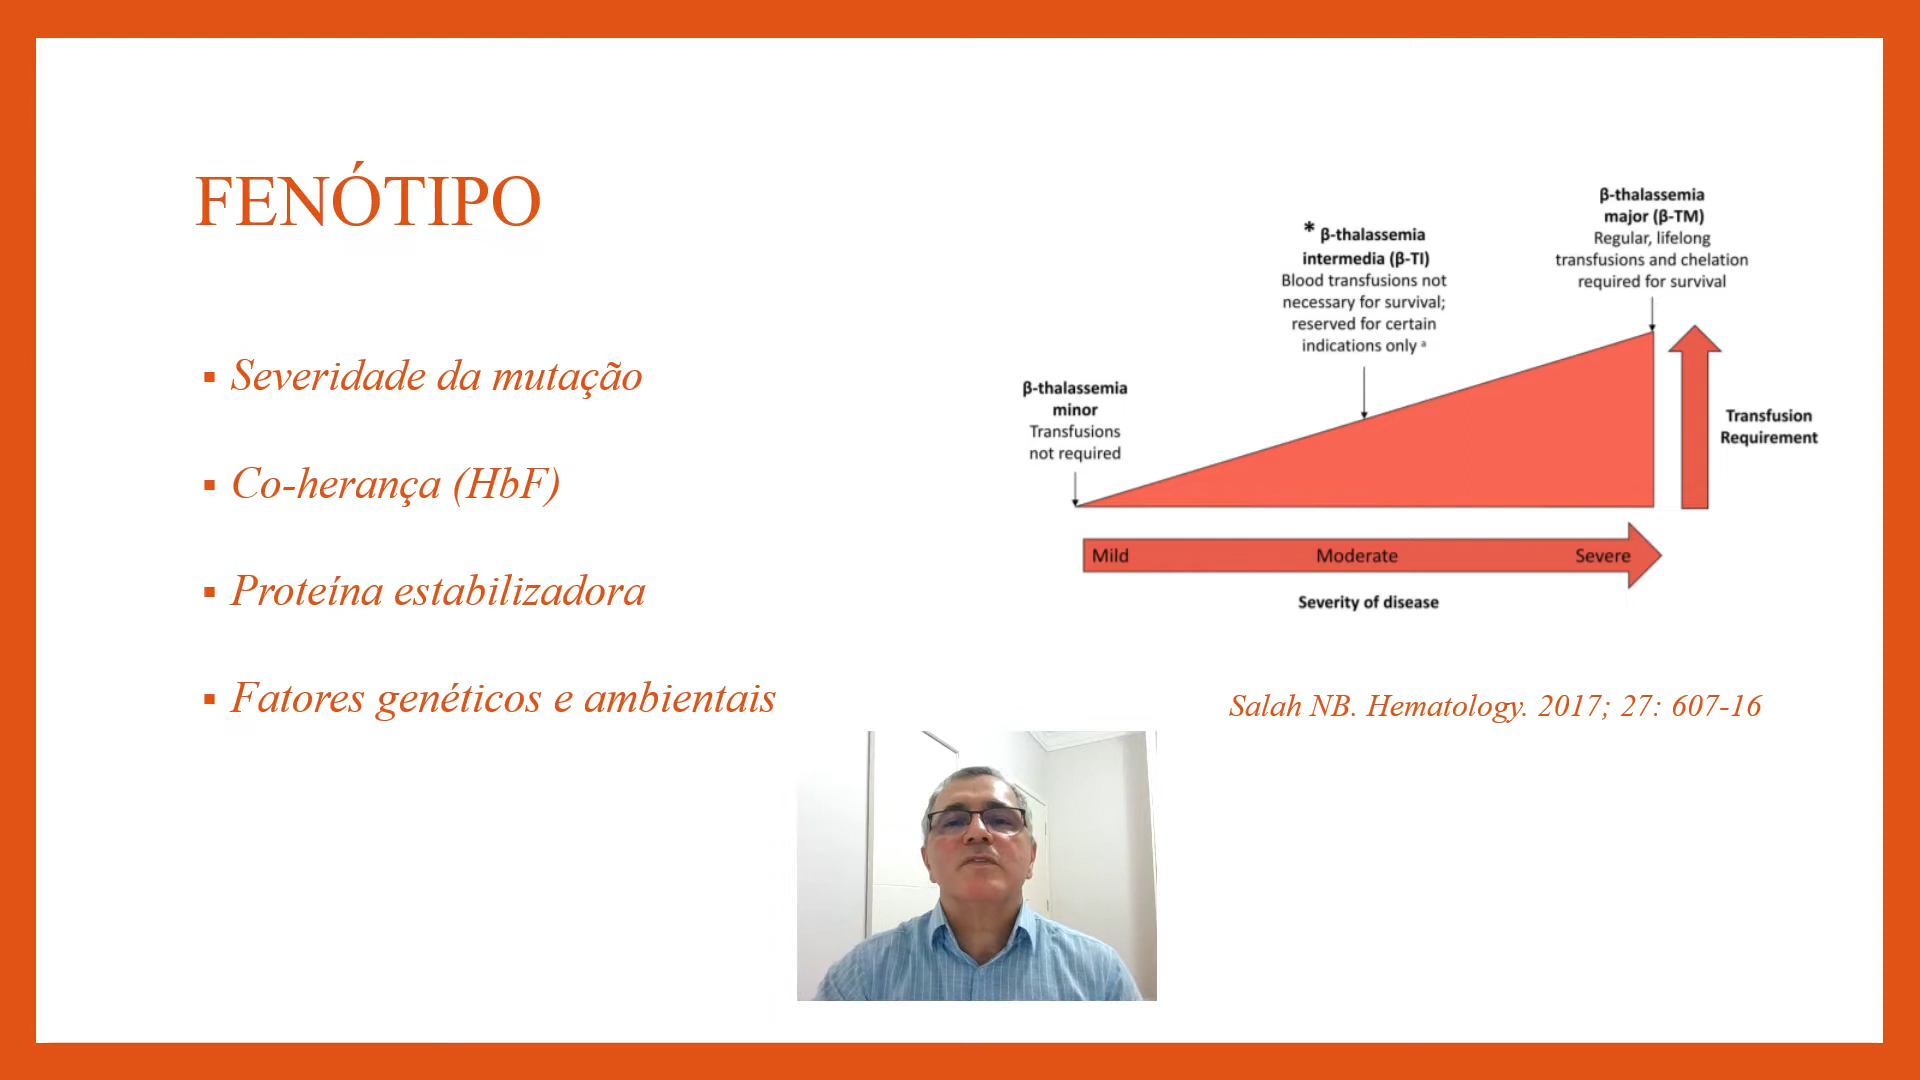 FENÓTIPO
▪ Severidade da mutação
▪ Co-herança (HbF)
▪ Proteína estabilizadora
▪ Fatores genéticos e ambientais
β-thalassemia
minor
Transfusions
not required
* β-thalassemia
intermedia (β-TI)
Blood transfusions not
necessary for survival;
reserved for certain
indications only ª
β-thalassemia
major (β-TM)
Regular, lifelong
transfusions and chelation
required for survival
Transfusion
Requirement
Mild Moderate Severe
Severity of disease
Salah NB. Hematology. 2017; 27: 607-16